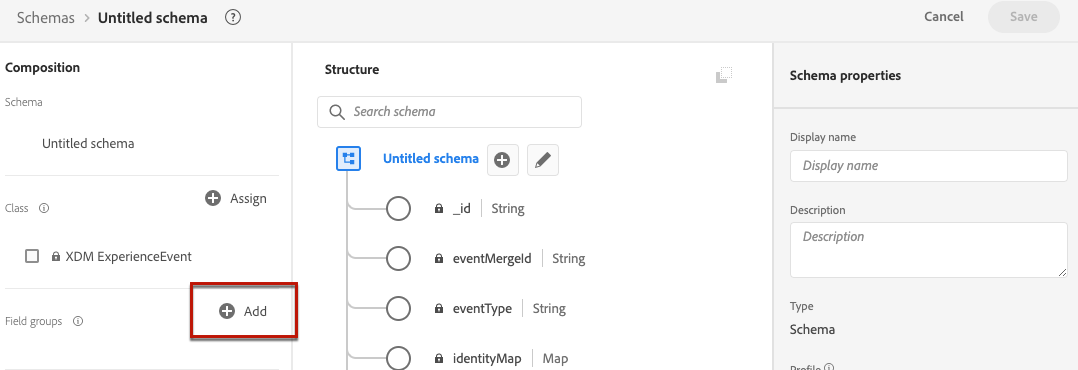 Schemas > Untitled schema ?
Cancel
Save
Composition
Schema
Untitled schema
Assign
Class
XDM ExperienceEvent
Add
Field groups
Structure
Search schema
Untitled schema
_id String
eventMergeId String
eventType String
identityMap Map
Schema properties
Display name
Display name
Description
Description
Type
Schema
Profile